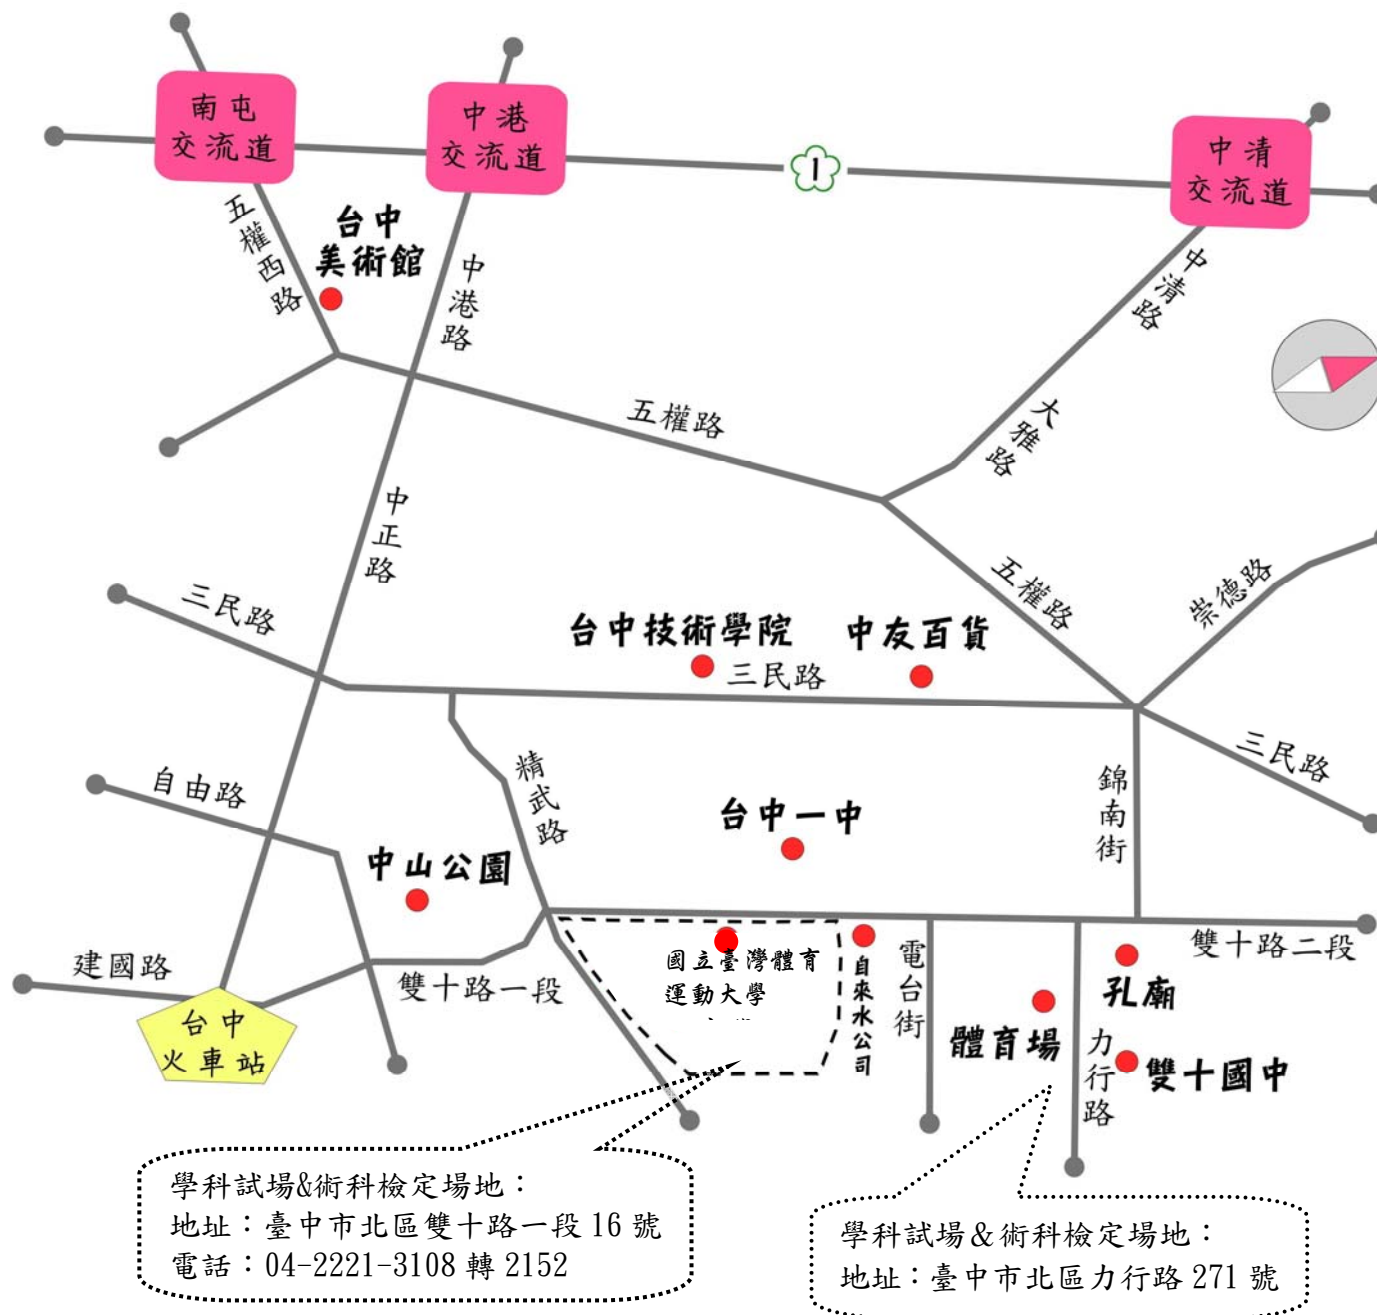 南屯
交流道
中港
交流道
1
中清
交流道
五權西路
台中
美術館
中港路
中清路
五權路
大雅路
中正路
五權路
崇德路
三民路
台中技術學院
中友百貨
三民路
三民路
自由路
精武路
錦南街
台中一中
中山公園
建國路
雙十路一段
國立臺灣體育
運動大學
自來水公司
電台街
雙十路二段
孔廟
體育場
力行路
雙十國中
台中
火車站
學科試場&術科檢定場地：
地址：臺中市北區雙十路一段 16 號
電話：04-2221-3108 轉 2152
學科試場＆術科檢定場地：
地址：臺中市北區力行路 271 號